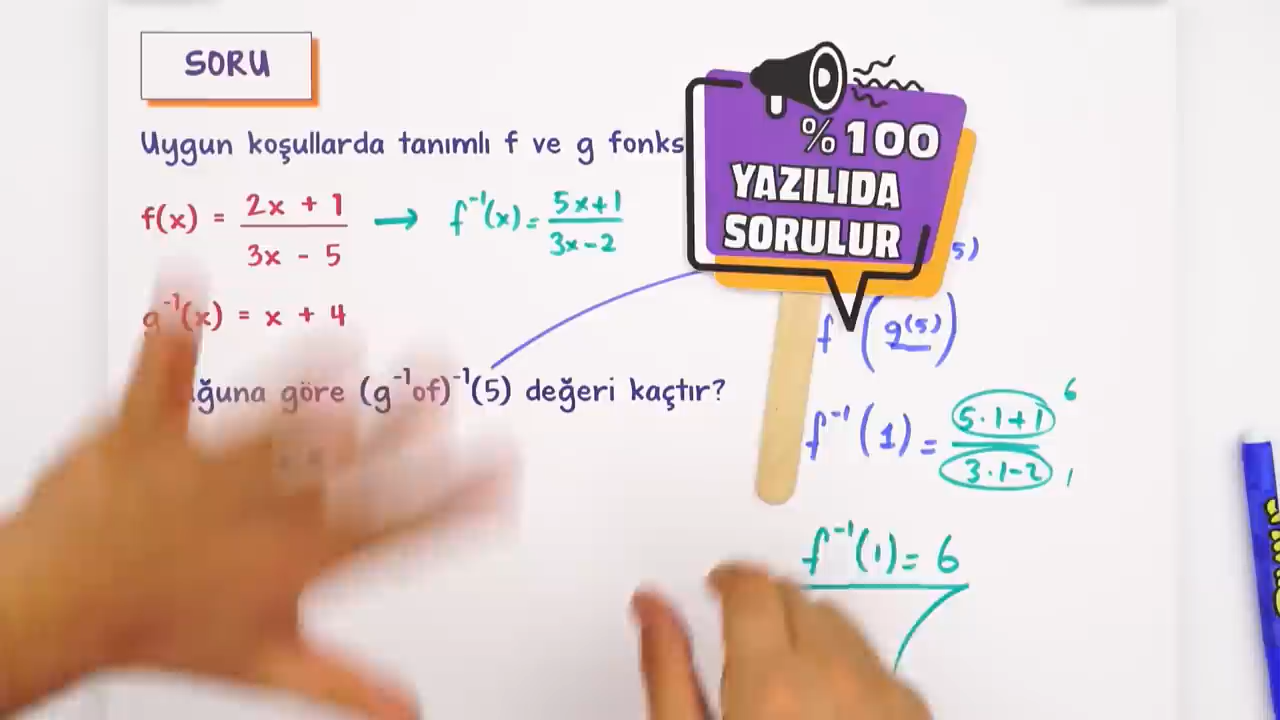 SORU
Uygun koşullarda tanımlı f ve g fonks
f(x) = 2x + 1 / 3x - 5 → f⁻¹(x) = 5x+1 / 3x-2
g⁻¹(x) = x + 4
ğuna göre (g⁻¹of)⁻¹(5) değeri kaçtır?
%100
YAZILIDA
SORULUR
5)
f (g(5))
f⁻¹(1) = 5·1+1 / 3·1-2
6
1
f⁻¹(1) = 6